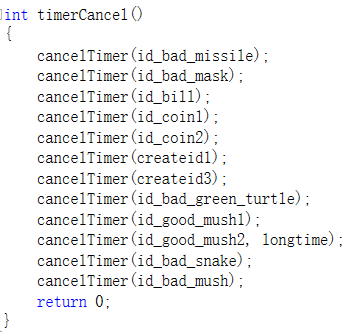 int timerCancel()
{
cancelTimer(id_bad_missile);
cancelTimer(id_bad_mask);
cancelTimer(id_bill);
cancelTimer(id_coin1);
cancelTimer(id_coin2);
cancelTimer(createid1);
cancelTimer(createid3);
cancelTimer(id_bad_green_turtle);
cancelTimer(id_good_mush1);
cancelTimer(id_good_mush2, longtime);
cancelTimer(id_bad_snake);
cancelTimer(id_bad_mush);
return 0;
}